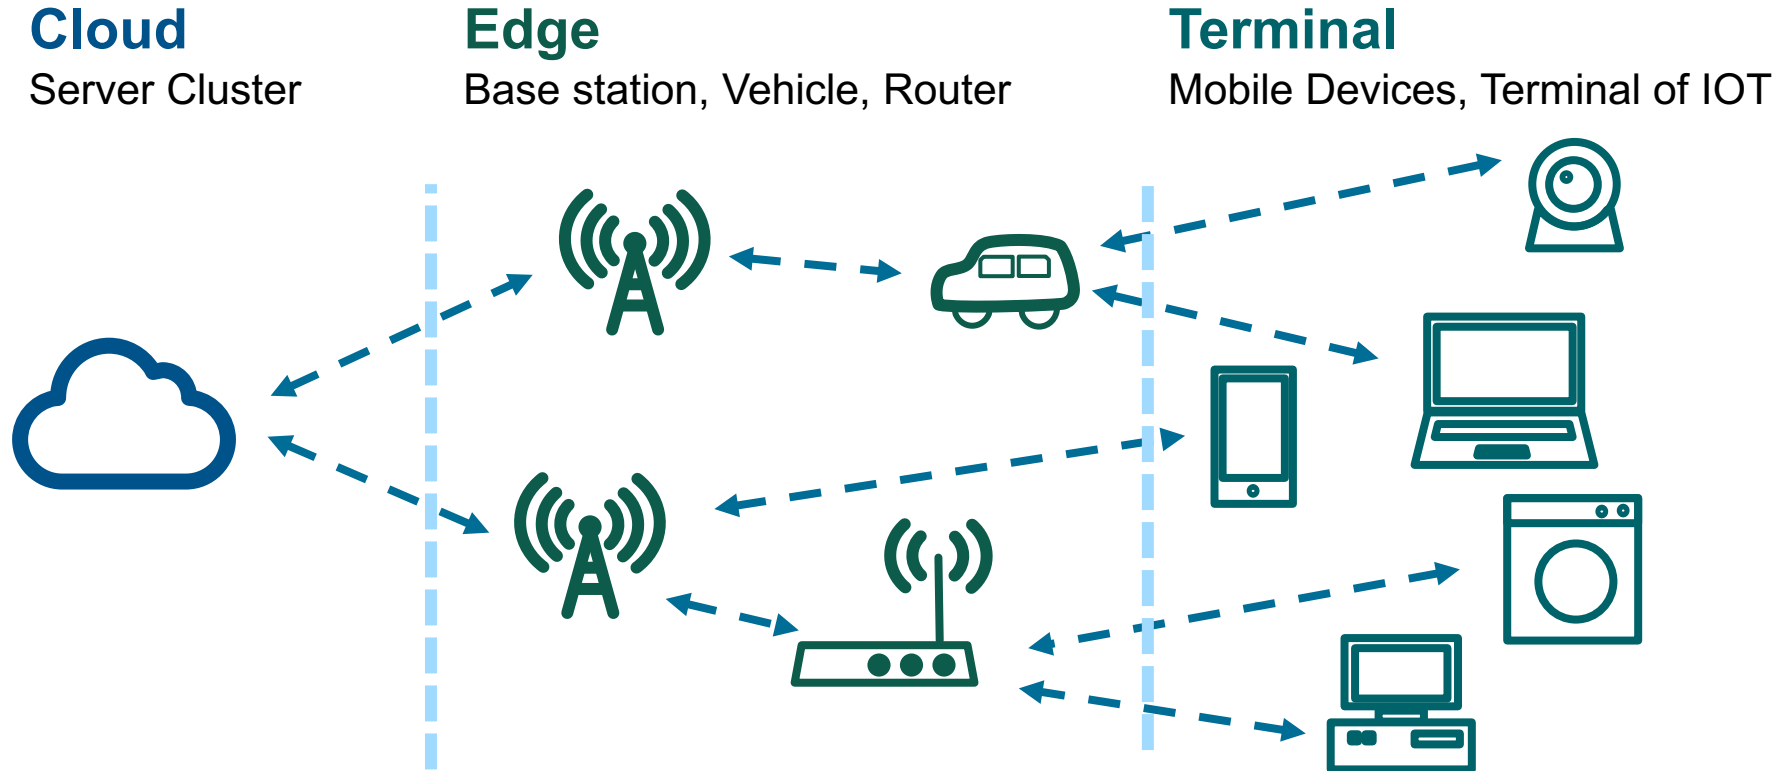 Cloud
Server Cluster
Edge
Base station, Vehicle, Router
Terminal
Mobile Devices, Terminal of IOT